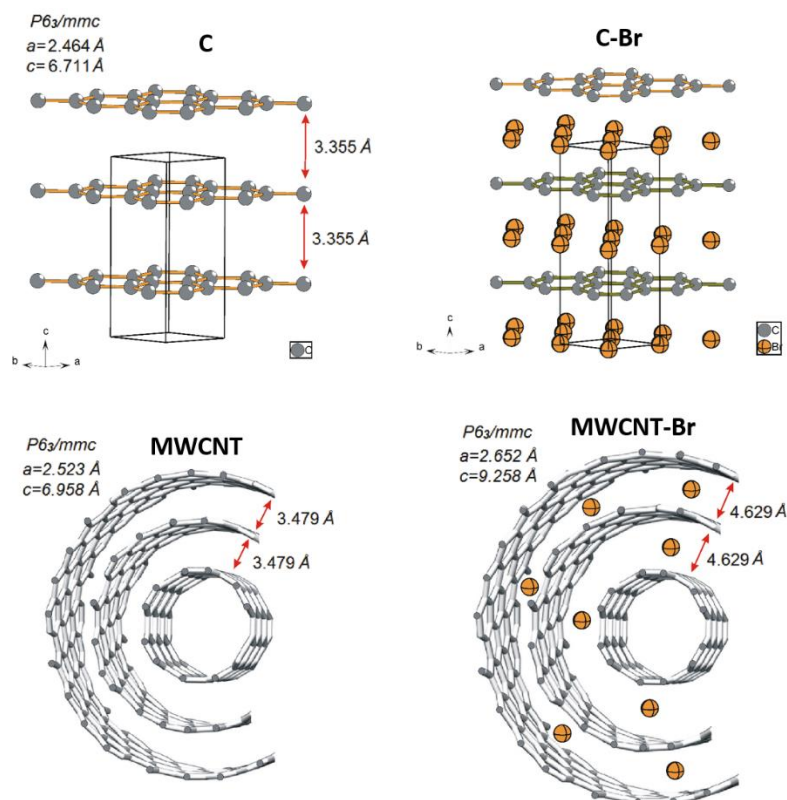 P6₃/mmc
a=2.464 Å
c=6.711 Å
C
3.355 Å
3.355 Å
c
b
a
C
C-Br
c
b
a
C
Br
P6₃/mmc
a=2.523 Å
c=6.958 Å
MWCNT
3.479 Å
3.479 Å
P6₃/mmc
a=2.652 Å
c=9.258 Å
MWCNT-Br
4.629 Å
4.629 Å